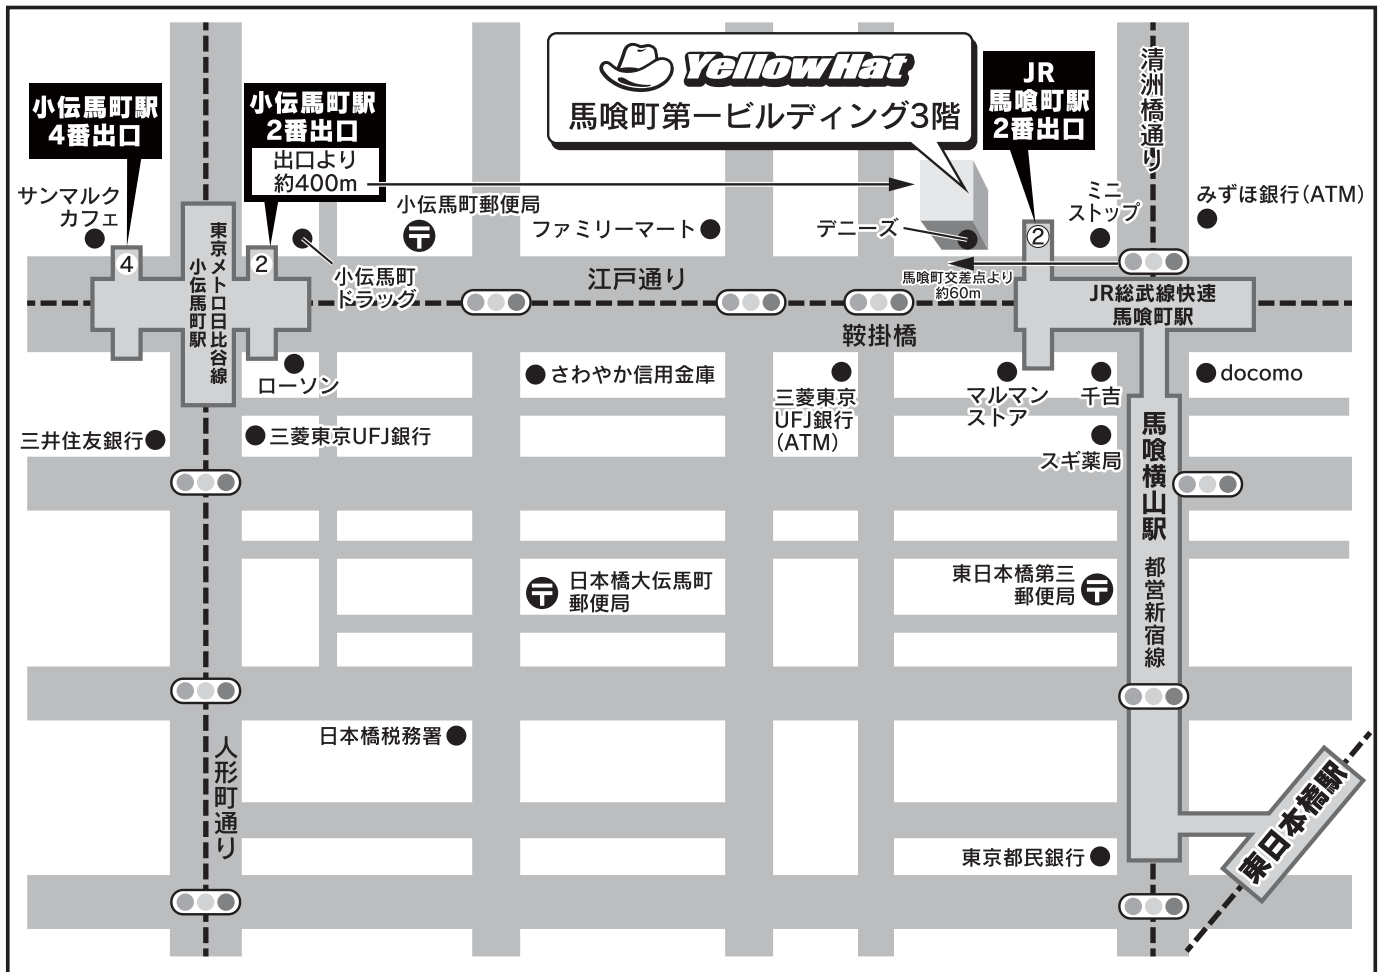 YellowHat
馬喰町第一ビルディング3階
小伝馬町駅
4番出口
小伝馬町駅
2番出口
出口より
約400m
JR
馬喰町駅
2番出口
清洲橋通り
サンマルク
カフェ
4
東京メトロ日比谷線
小伝馬町駅
2
小伝馬町
ドラッグ
小伝馬町郵便局
ファミリーマート
デニーズ
2
ミニ
ストップ
みずほ銀行(ATM)
江戸通り
馬喰町交差点より
約60m
JR総武線快速
馬喰町駅
鞍掛橋
ローソン
さわやか信用金庫
三菱東京
UFJ銀行
(ATM)
マルマン
ストア
千吉
docomo
三井住友銀行
三菱東京UFJ銀行
スギ薬局
馬喰横山駅 都営新宿線
日本橋大伝馬町
郵便局
東日本橋第三
郵便局
日本橋税務署
人形町通り
東京都民銀行
東日本橋駅